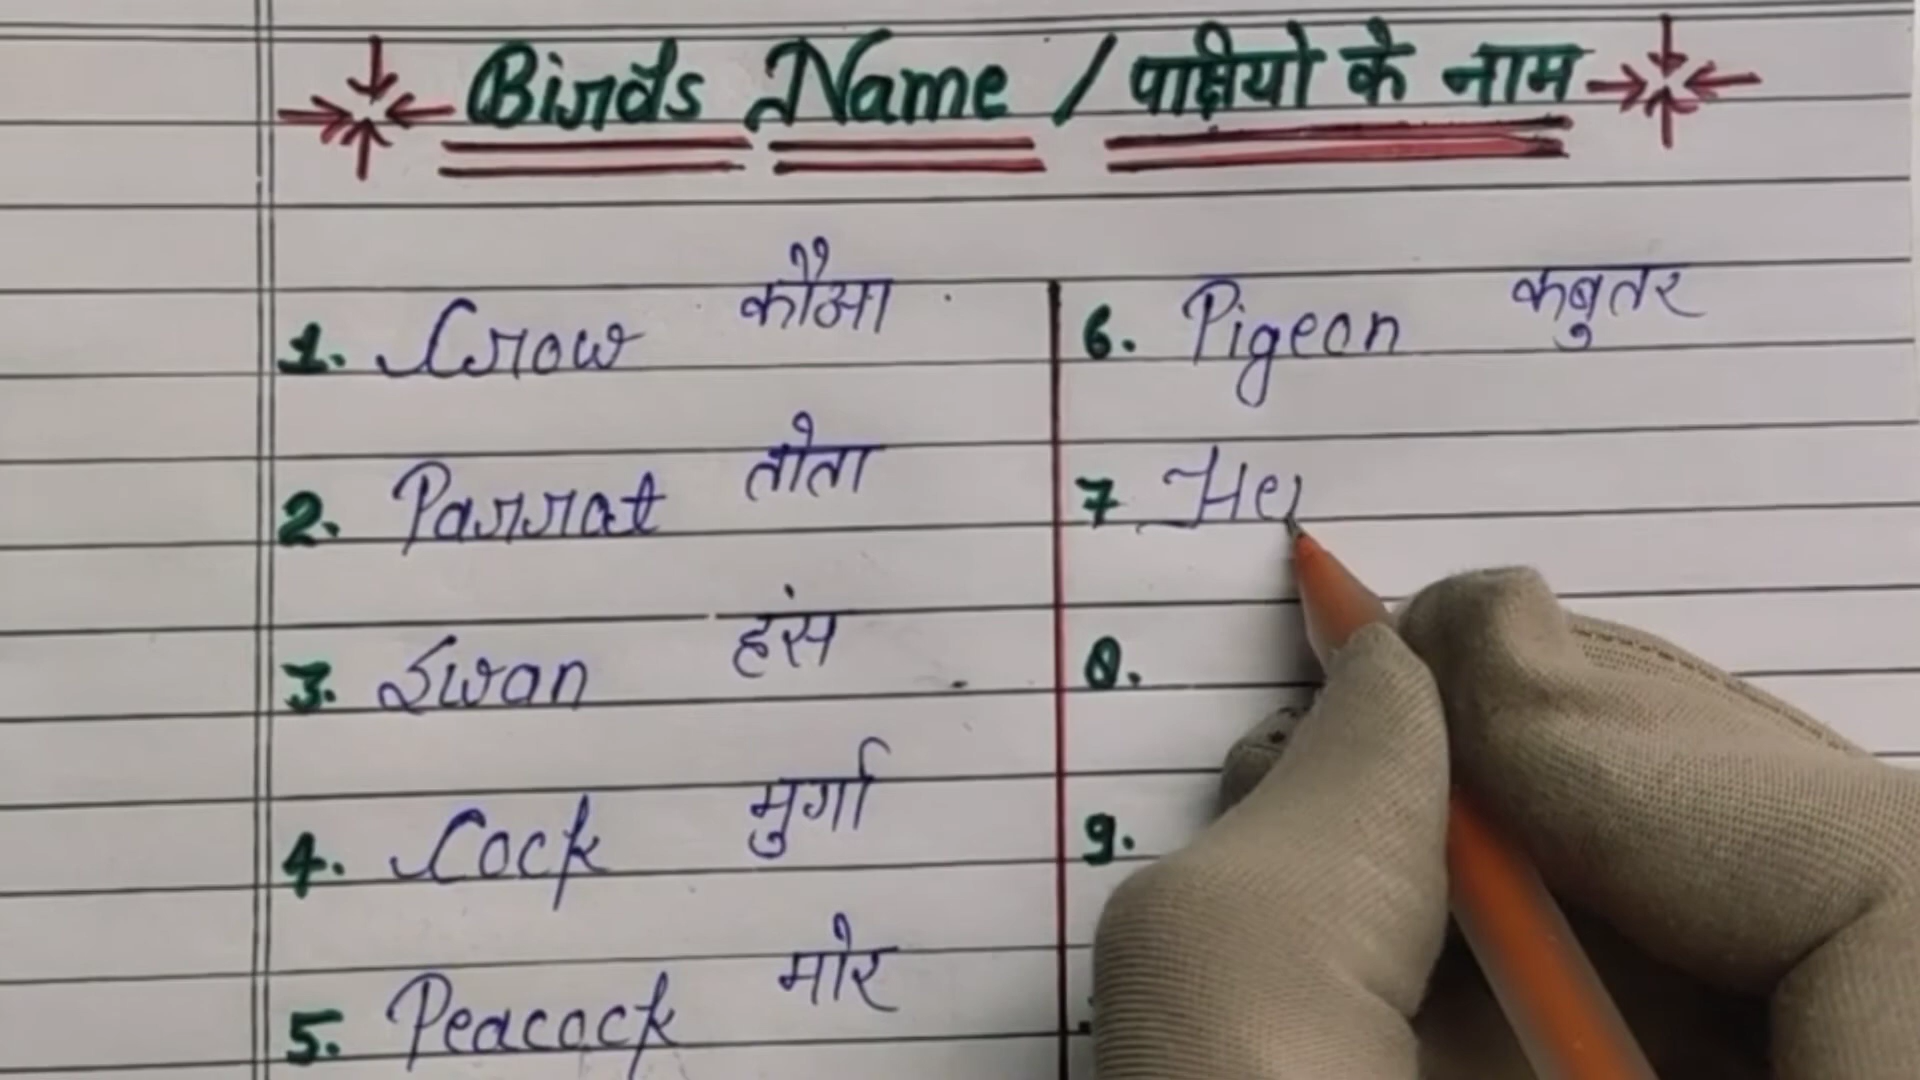 Birds Name / पाक्षियो के नाम
1. Crow कौआ
2. Parrat तोता
3. Swan हंस
4. Cock मुर्गा
5. Peacock मोर
6. Pigeon कबुतर
7 He
8.
9.